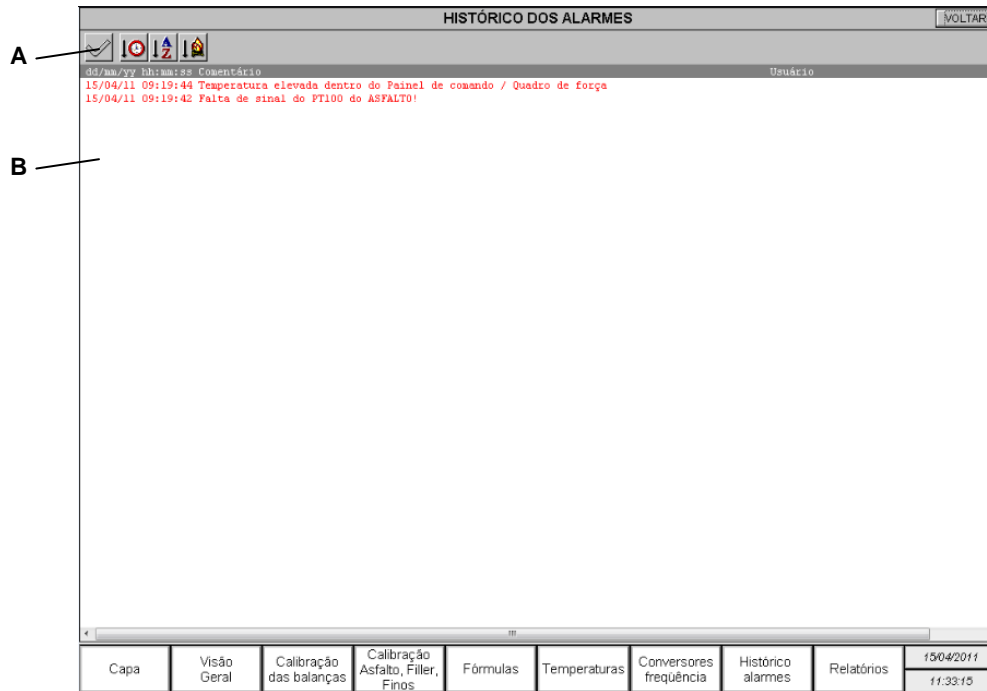 HISTÓRICO DOS ALARMES
VOLTAR
A
A
Z
dd/mm/yy hh:mm:ss Comentário Usuário
15/04/11 09:19:44 Temperatura elevada dentro do Painel de comando / Quadro de força
15/04/11 09:19:42 Falta de sinal do PT100 do ASFALTO!
B
Capa
Visão
Geral
Calibração
das balanças
Calibração
Asfalto, Filler,
Finos
Fórmulas
Temperaturas
Conversores
freqüência
Histórico
alarmes
Relatórios
15/04/2011
11:33:15